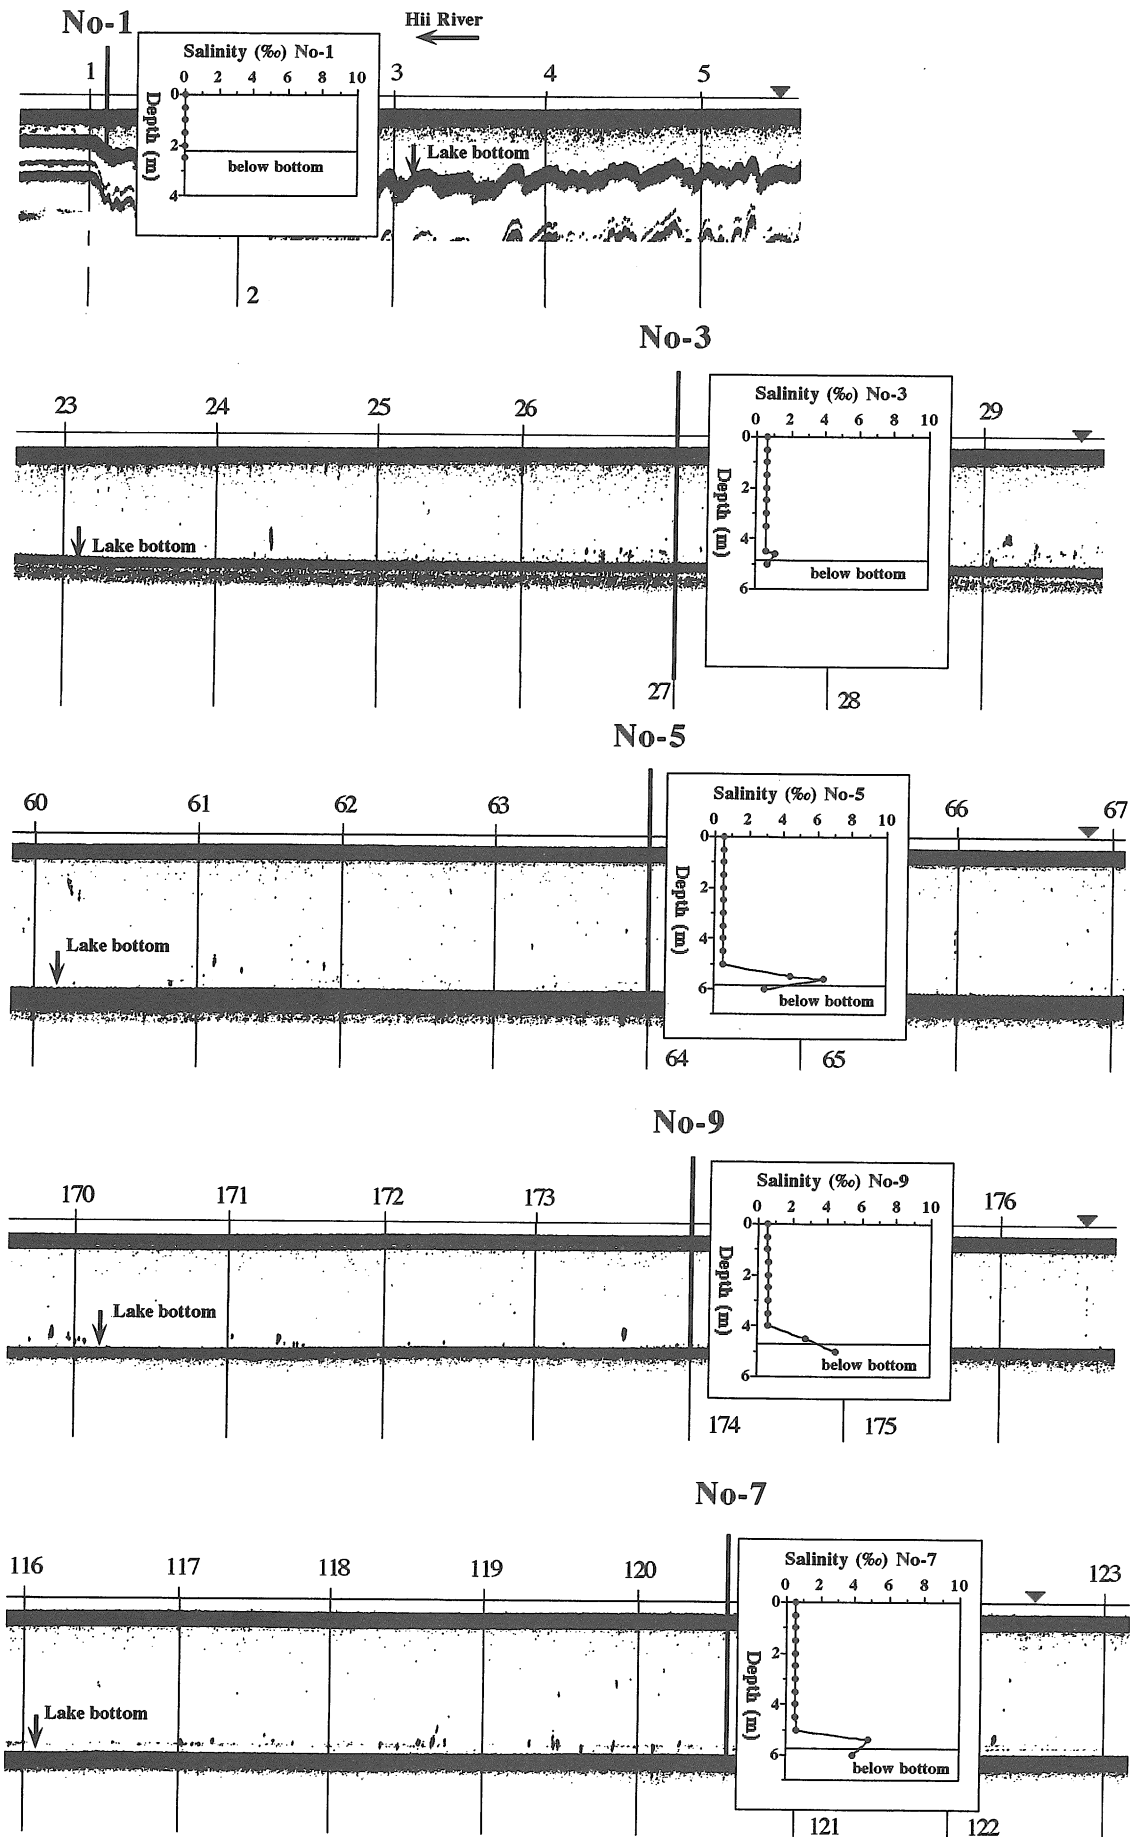 No-1
Hii River
1
3
4
5
Salinity (‰) No-1
0 2 4 6 8 10
Depth (m)
0
2
4
below bottom
Lake bottom
2
No-3
23 24 25 26 29
Salinity (‰) No-3
0 2 4 6 8 10
Depth (m)
0
2
4
6
below bottom
Lake bottom
27 28
No-5
60 61 62 63 66 67
Salinity (‰) No-5
0 2 4 6 8 10
Depth (m)
0
2
4
6
below bottom
Lake bottom
64 65
No-9
170 171 172 173 176
Salinity (‰) No-9
0 2 4 6 8 10
Depth (m)
0
2
4
6
below bottom
Lake bottom
174 175
No-7
116 117 118 119 120 123
Salinity (‰) No-7
0 2 4 6 8 10
Depth (m)
0
2
4
6
below bottom
Lake bottom
121 122